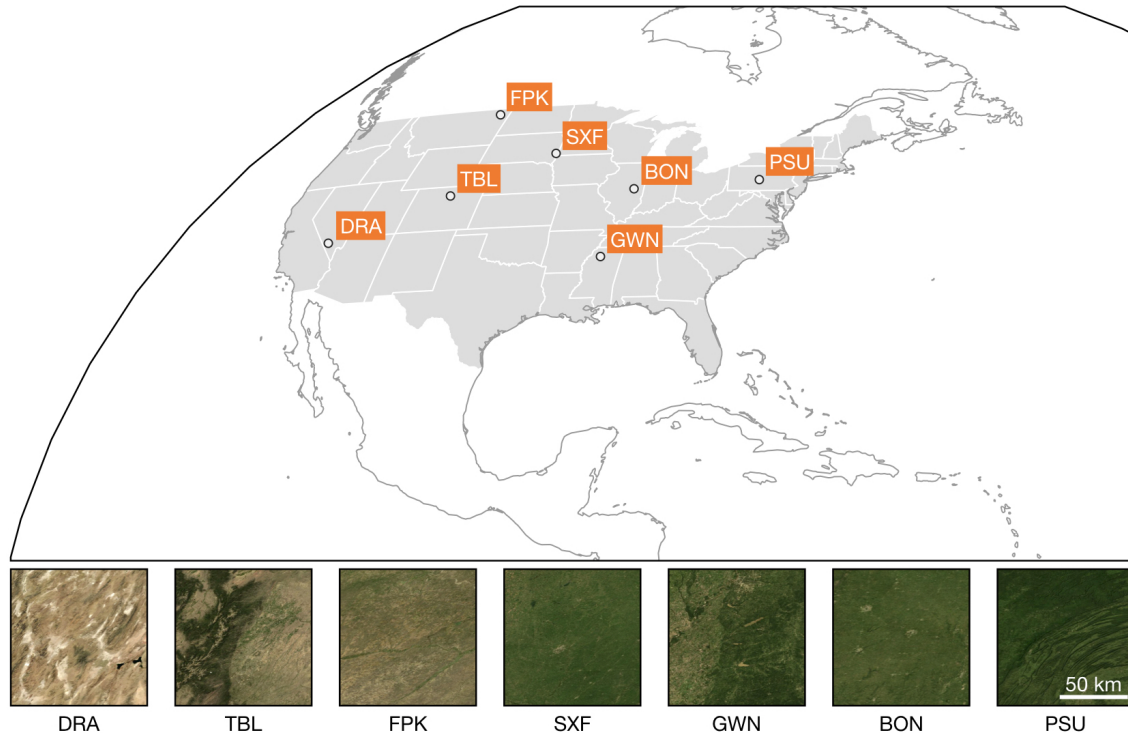 FPK
SXF
BON
PSU
TBL
DRA
GWN
50 km
DRA
TBL
FPK
SXF
GWN
BON
PSU